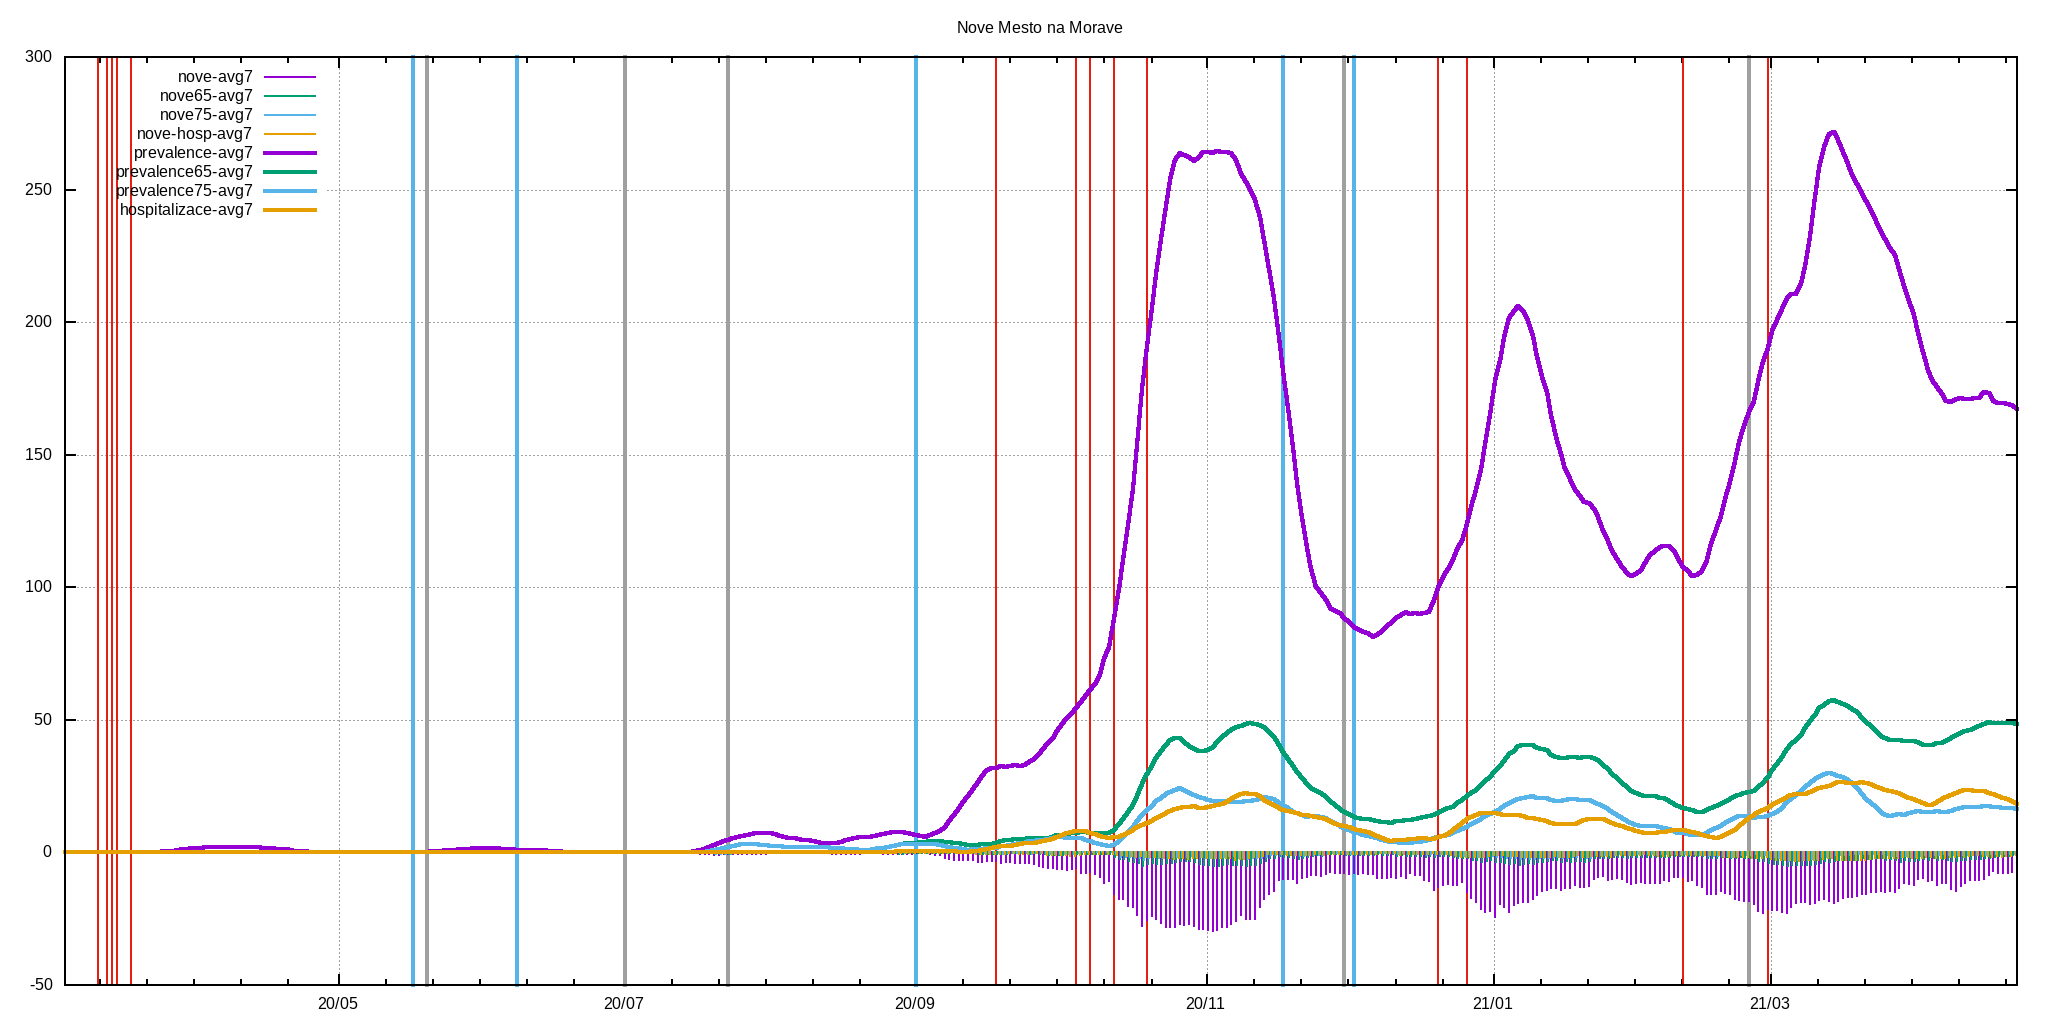 Nove Mesto na Morave
300
250
200
150
100
50
0
-50
nove-avg7
nove65-avg7
nove75-avg7
nove-hosp-avg7
prevalence-avg7
prevalence65-avg7
prevalence75-avg7
hospitalizace-avg7
20/05 20/07 20/09 20/11 21/01 21/03